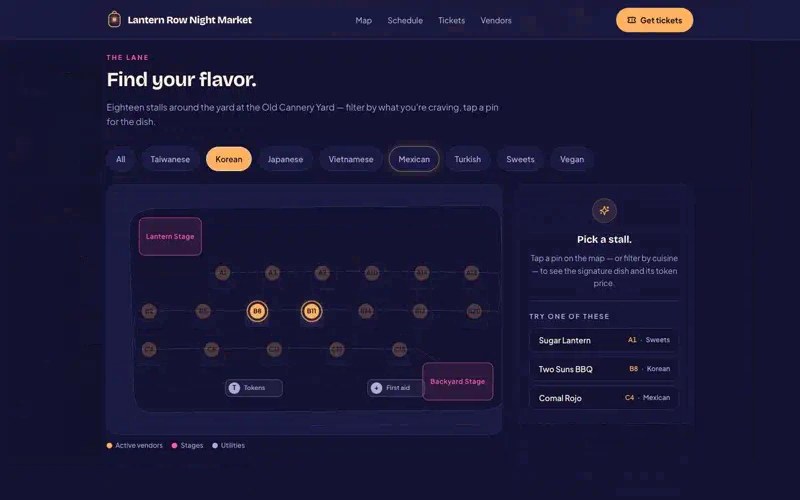 Lantern Row Night Market
Map
Schedule
Tickets
Vendors
Get tickets
THE LANE
Find your flavor.
Eighteen stalls around the yard at the Old Cannery Yard — filter by what you're craving, tap a pin
for the dish.
All
Taiwanese
Korean
Japanese
Vietnamese
Mexican
Turkish
Sweets
Vegan
Lantern Stage
A1
B8
B11
T Tokens
+ First aid
Backyard Stage
Active vendors
Stages
Utilities
Pick a stall.
Tap a pin on the map — or filter by cuisine
— to see the signature dish and its token
price.
TRY ONE OF THESE
Sugar Lantern A1 · Sweets
Two Suns BBQ B8 · Korean
Comal Rojo C4 · Mexican